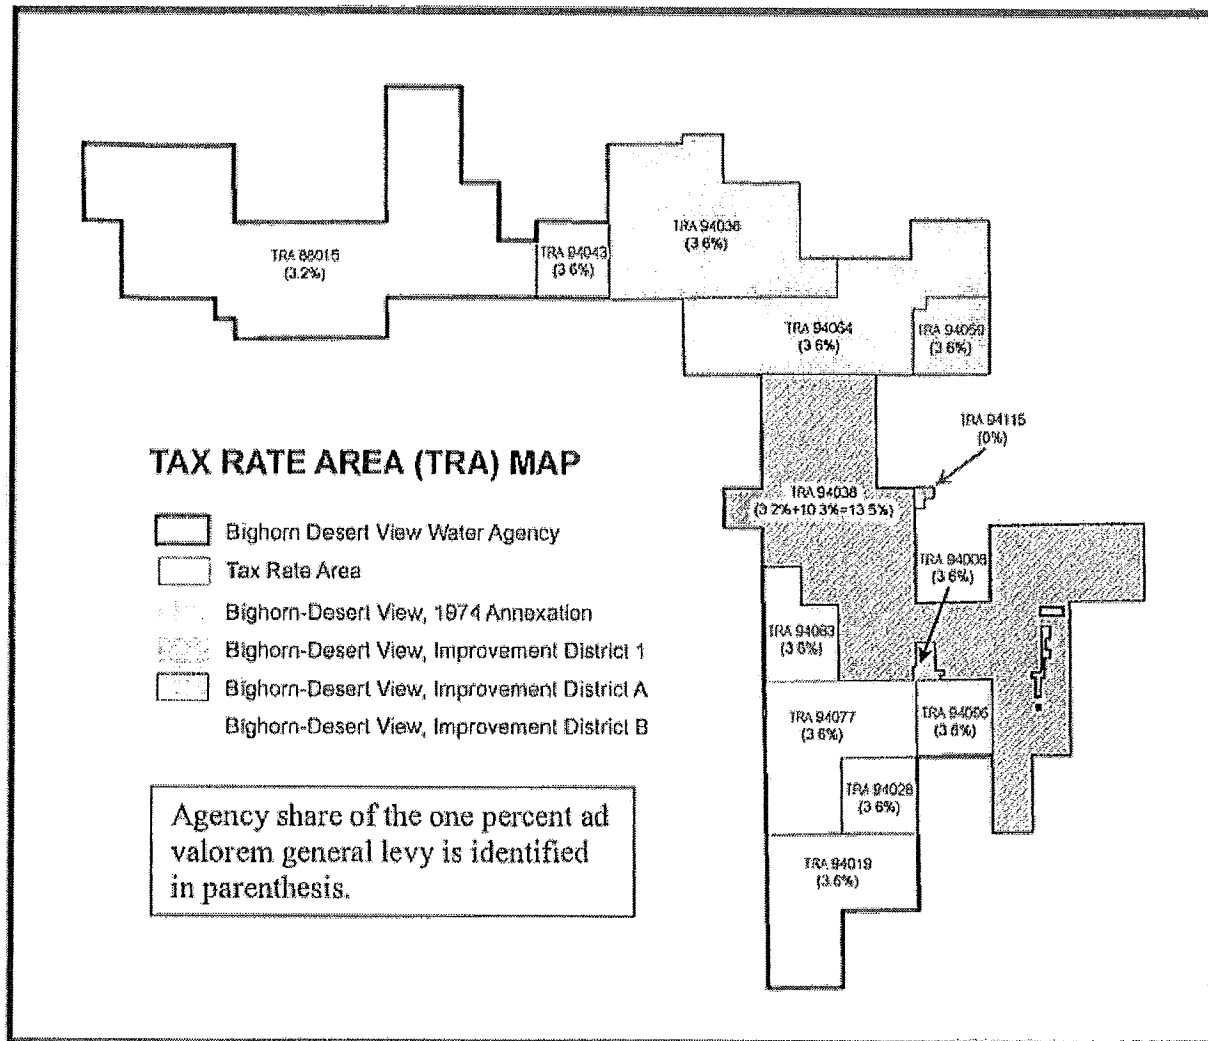 TRA 94036
(3.6%)
TRA 88015
(3.2%)
TRA 94043
(3.6%)
TRA 94064
(3.6%)
TRA 94059
(3.6%)
TRA 94115
(0%)
TAX RATE AREA (TRA) MAP
TRA 94038
(3.2%+10.3%=13.5%)
Bighorn Desert View Water Agency
Tax Rate Area
Bighorn-Desert View, 1974 Annexation
Bighorn-Desert View, Improvement District 1
Bighorn-Desert View, Improvement District A
Bighorn-Desert View, Improvement District B
TRA 94008
(3.6%)
TRA 94083
(3.6%)
TRA 94077
(3.6%)
TRA 94096
(3.6%)
TRA 94028
(3.6%)
TRA 94019
(3.6%)
Agency share of the one percent ad
valorem general levy is identified
in parenthesis.